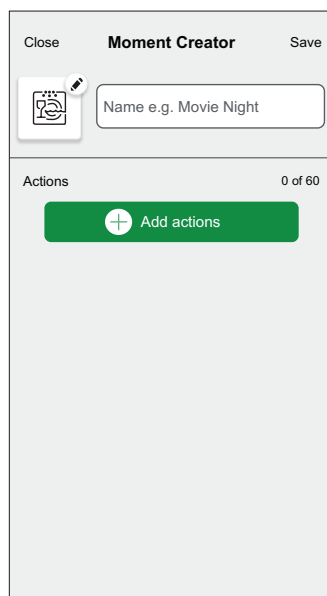 Close Moment Creator Save
Name e.g. Movie Night
Actions 0 of 60
Add actions